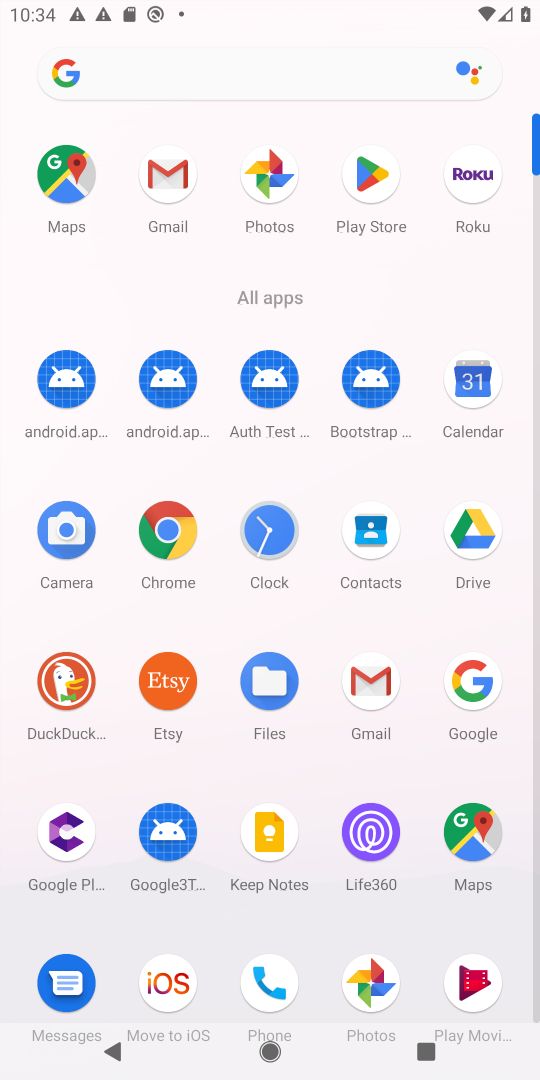 10:34
G
G
Maps
Gmail
Photos
Play Store
ROKU
Roku
All apps
31
android.ap...
android.ap...
Auth Test ...
Bootstrap ...
Calendar
Camera
Chrome
Clock
Contacts
Drive
Etsy
G
DuckDuck...
Etsy
Files
Gmail
Google
G
Google Pl...
Google3T...
Keep Notes
Life360
Maps
iOS
Messages
Move to iOS
Phone
Photos
Play Movi...